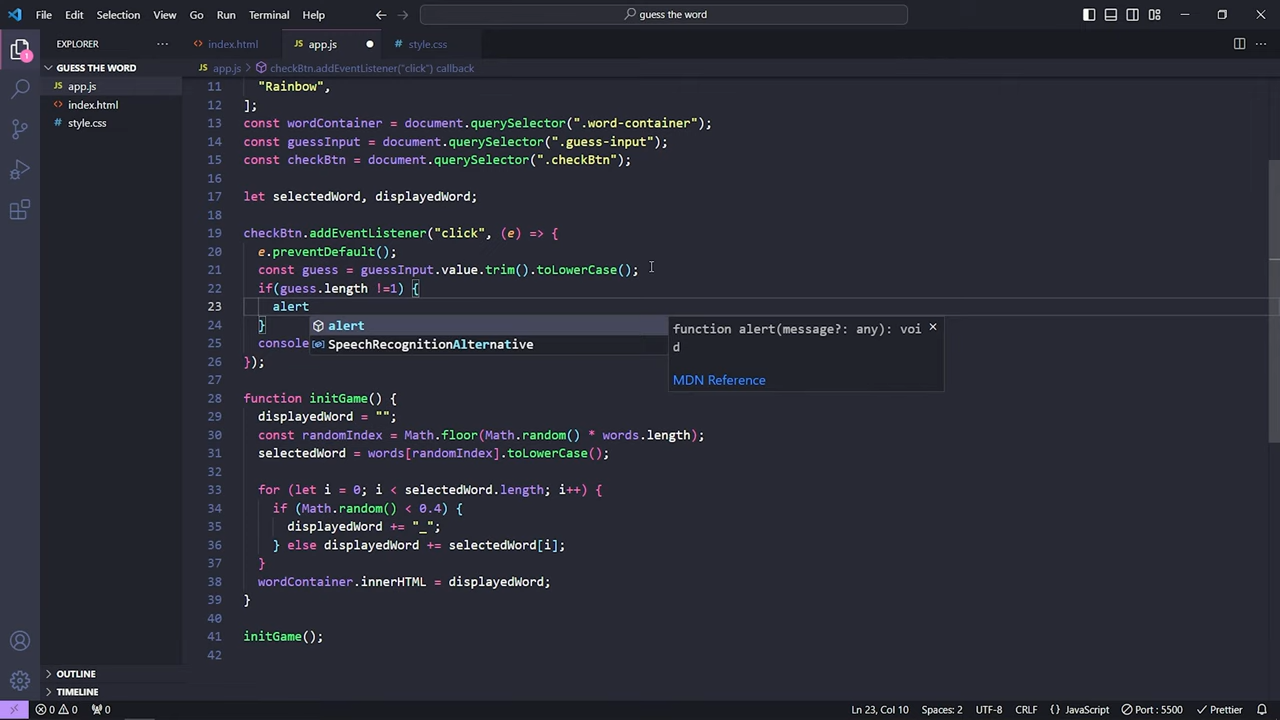 File Edit Selection View Go Run Terminal Help
guess the word
EXPLORER
index.html
app.js
style.css
GUESS THE WORD
app.js
index.html
style.css
app.js checkBtn.addEventListener("click") callback
11 "Rainbow",
12 ];
13 const wordContainer = document.querySelector(".word-container");
14 const guessInput = document.querySelector(".guess-input");
15 const checkBtn = document.querySelector(".checkBtn");
16
17 let selectedWord, displayedWord;
18
19 checkBtn.addEventListener("click", (e) => {
20 e.preventDefault();
21 const guess = guessInput.value.trim().toLowerCase();
22 if(guess.length !=1) {
23 alert
24 }
25 console
26 });
27
28 function initGame() {
29 displayedWord = "";
30 const randomIndex = Math.floor(Math.random() * words.length);
31 selectedWord = words[randomIndex].toLowerCase();
32
33 for (let i = 0; i < selectedWord.length; i++) {
34 if (Math.random() < 0.4) {
35 displayedWord += "_";
36 } else displayedWord += selectedWord[i];
37 }
38 wordContainer.innerHTML = displayedWord;
39 }
40
41 initGame();
42
alert
SpeechRecognitionAlternative
function alert(message?: any): voi
d
MDN Reference
OUTLINE
TIMELINE
0 0 0
Ln 23, Col 10 Spaces: 2 UTF-8 CRLF {} JavaScript Port : 5500 Prettier
1